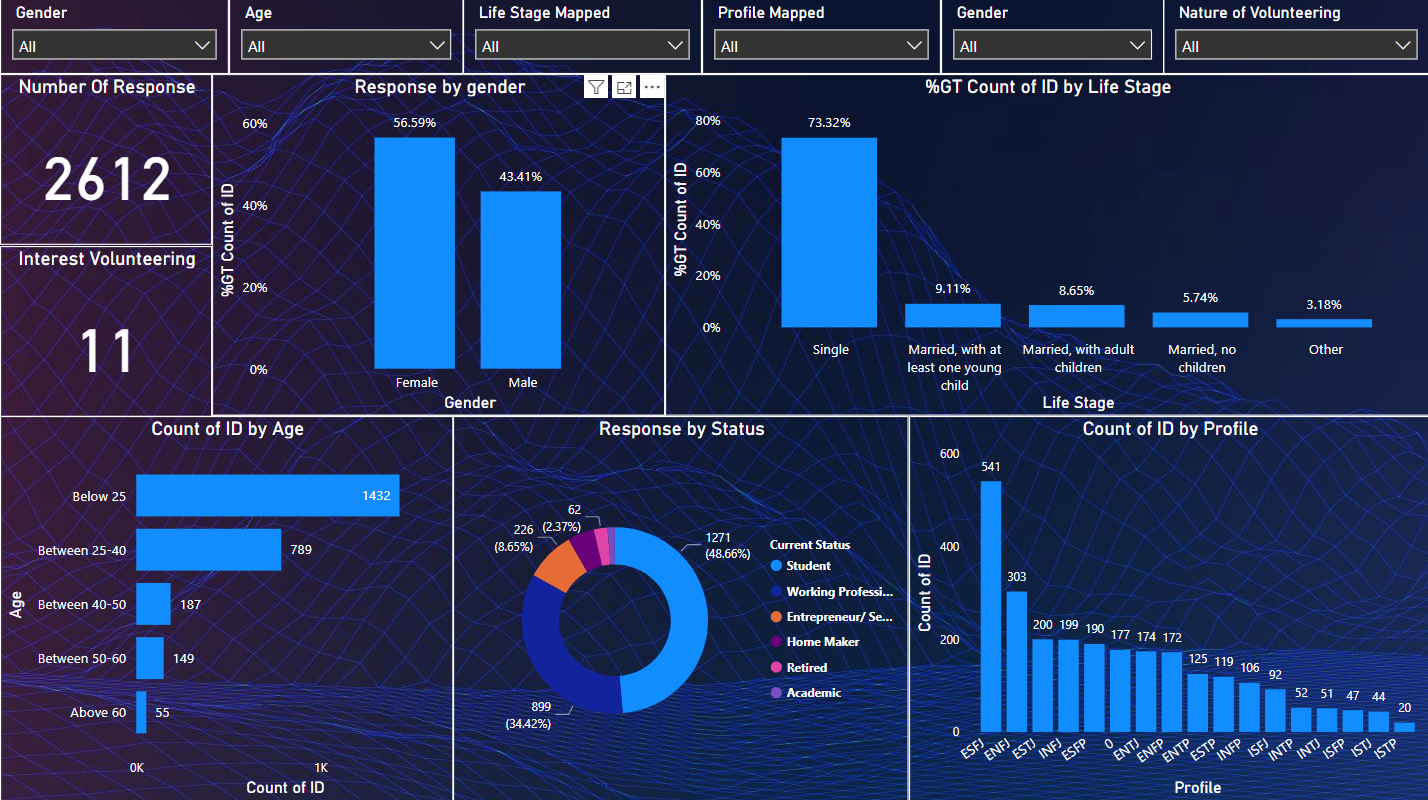 Gender
Age
Life Stage Mapped
Profile Mapped
Gender
Nature of Volunteering
All
All
All
All
All
All
Number Of Response
2612
Interest Volunteering
11
Response by gender
%GT Count of ID
60%
40%
20%
0%
56.59%
43.41%
Female
Male
Gender
%GT Count of ID by Life Stage
%GT Count of ID
80%
60%
40%
20%
0%
73.32%
9.11%
8.65%
5.74%
3.18%
Single
Married, with at
least one young
child
Married, with adult
children
Married, no
children
Other
Life Stage
Count of ID by Age
Age
Below 25
1432
Between 25-40
789
Between 40-50
187
Between 50-60
149
Above 60
55
0K
1K
Count of ID
Response by Status
62
(2.37%)
226
(8.65%)
1271
(48.66%)
899
(34.42%)
Current Status
Student
Working Professi...
Entrepreneur/ Se...
Home Maker
Retired
Academic
Count of ID by Profile
Count of ID
600
400
200
0
541
303
200
199
190
177
174
172
125
119
106
92
52
51
47
44
20
ESFJ
ENFJ
ESTJ
INFJ
ESFP
0
ENTJ
ENFP
ENTP
ESTP
INFP
ISFJ
INTP
INTJ
ISFP
ISTJ
ISTP
Profile